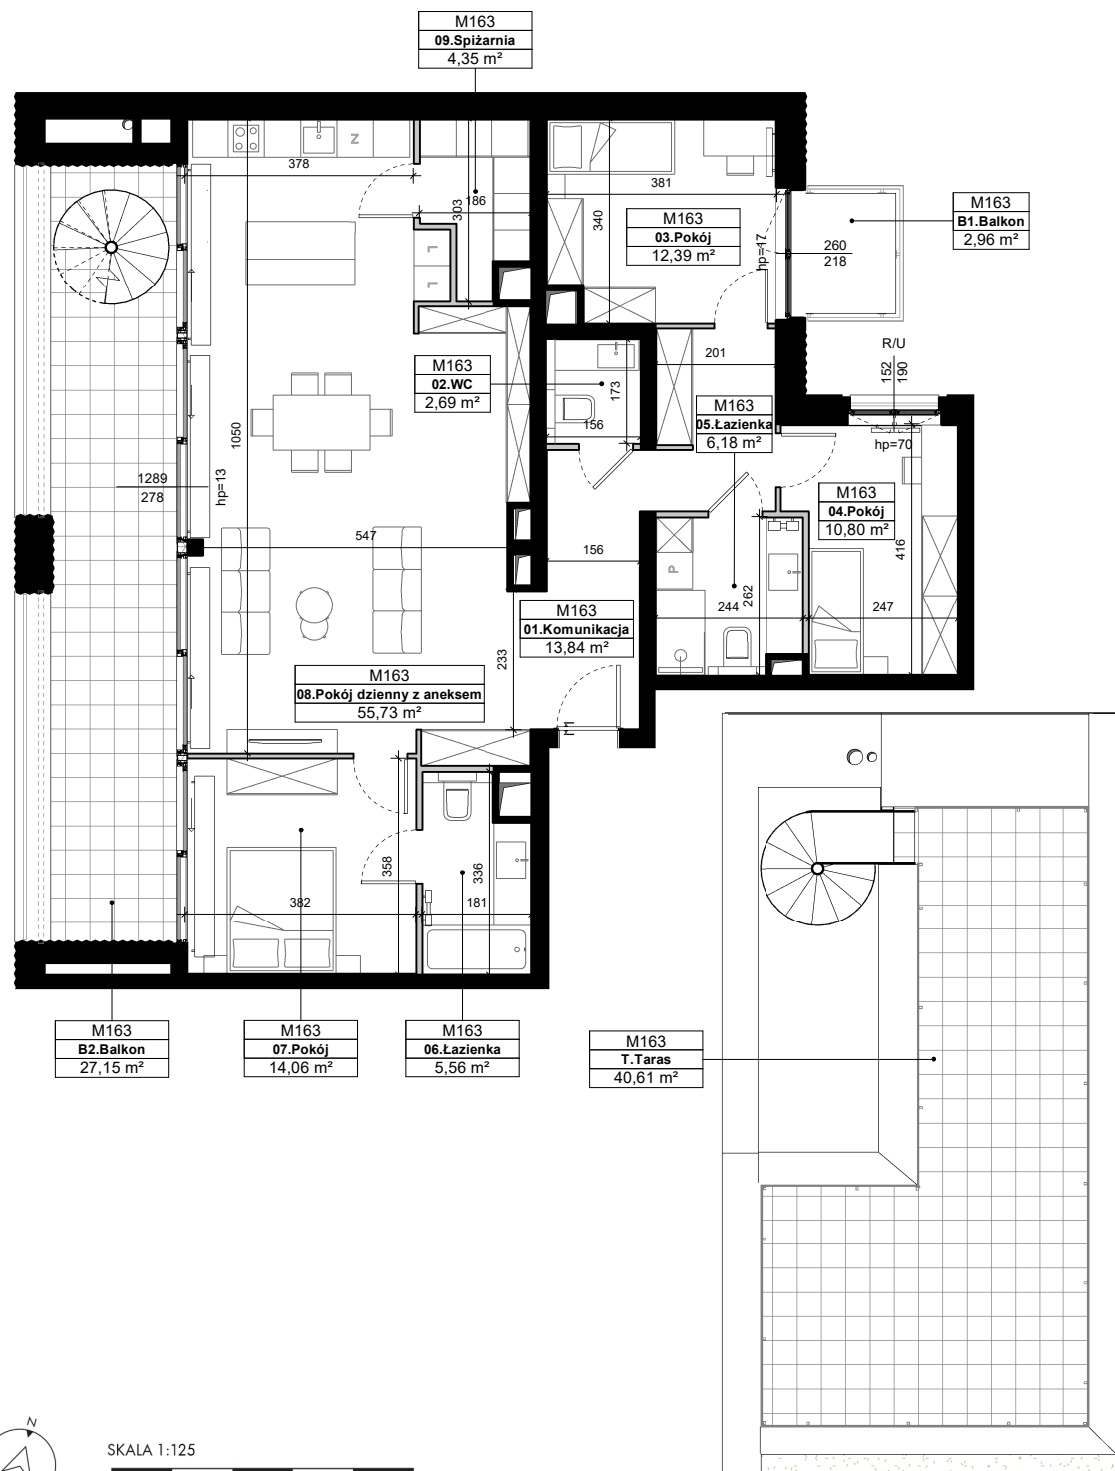 M163
09.Spiżarnia
4,35 m²
N
378
303
186
381
340
M163
03.Pokój
12,39 m²
hp=17
M163
B1.Balkon
2,96 m²
260
218
L
L
R/U
152
190
201
M163
02.WC
2,69 m²
173
156
M163
05.Łazienka
6,18 m²
hp=70
1050
1289
278
hp=13
M163
04.Pokój
10,80 m²
416
547
156
P
262
244
247
M163
01.Komunikacja
13,84 m²
233
M163
08.Pokój dzienny z aneksem
55,73 m²
h1
358
336
382
181
M163
B2.Balkon
27,15 m²
M163
07.Pokój
14,06 m²
M163
06.Łazienka
5,56 m²
M163
T.Taras
40,61 m²
N
SKALA 1:125